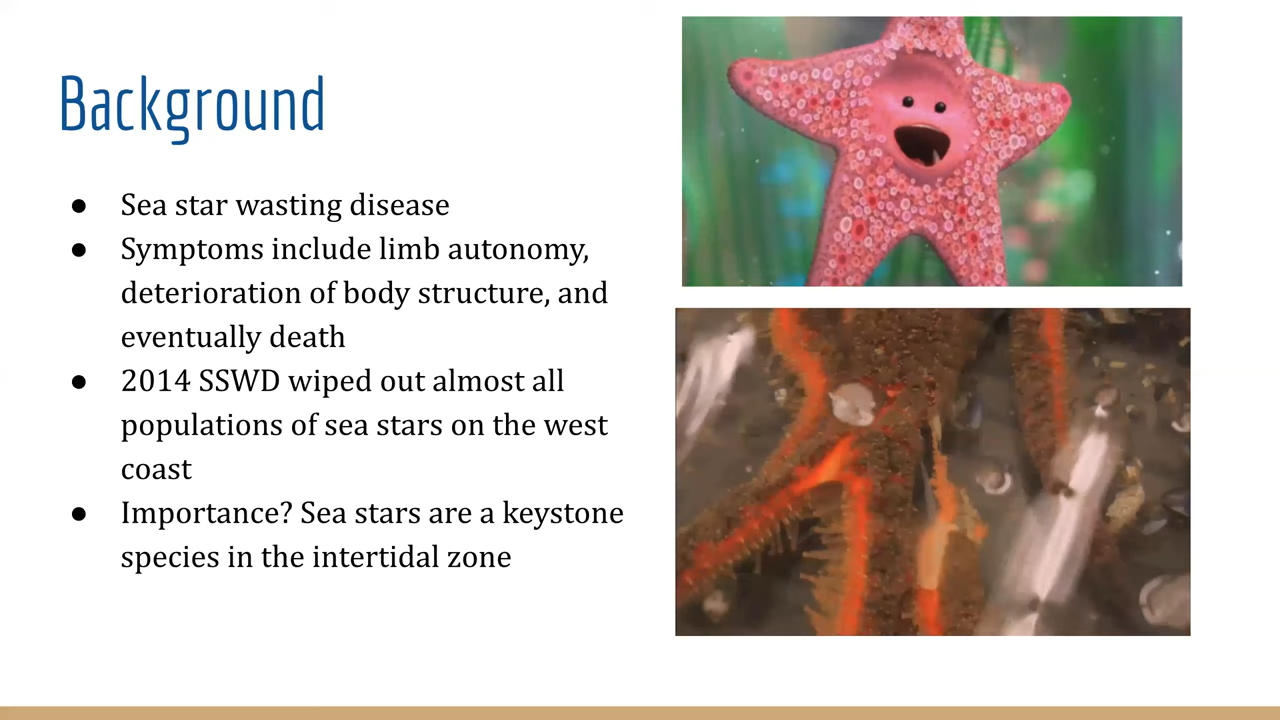 Background
● Sea star wasting disease
● Symptoms include limb autonomy,
deterioration of body structure, and
eventually death
● 2014 SSWD wiped out almost all
populations of sea stars on the west
coast
● Importance? Sea stars are a keystone
species in the intertidal zone